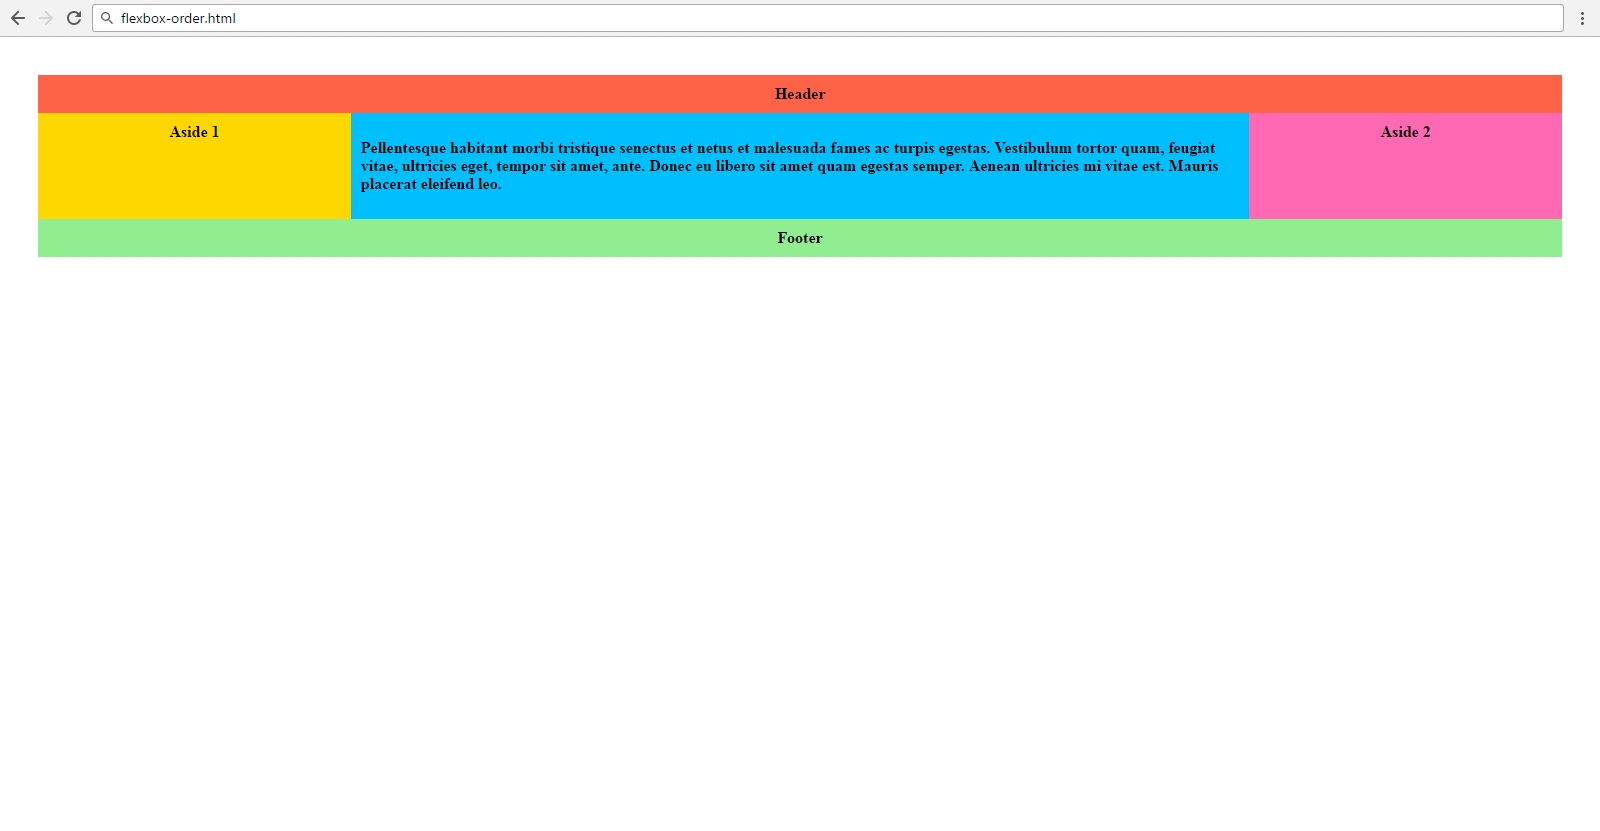 flexbox-order.html
Header
Aside 1
Pellentesque habitant morbi tristique senectus et netus et malesuada fames ac turpis egestas. Vestibulum tortor quam, feugiat
vitae, ultricies eget, tempor sit amet, ante. Donec eu libero sit amet quam egestas semper. Aenean ultricies mi vitae est. Mauris
placerat eleifend leo.
Aside 2
Footer